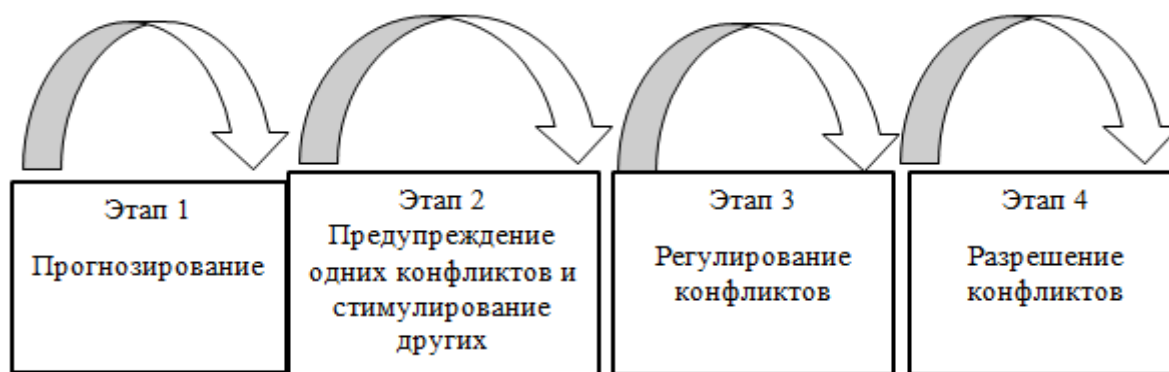 Этап 1
Прогнозирование
Этап 2
Предупреждение
одних конфликтов и
стимулирование
других
Этап 3
Регулирование
конфликтов
Этап 4
Разрешение
конфликтов